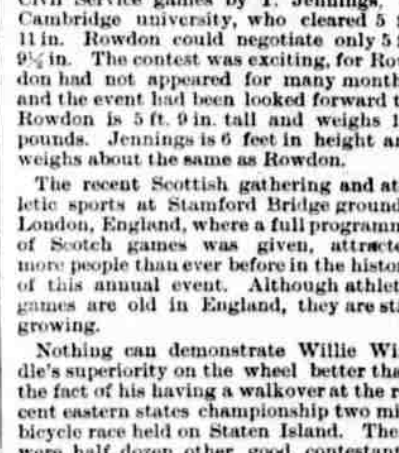 Civil Service games by T. Jennings,
Cambridge university, who cleared 5
11 in. Rowdon could negotiate only 5
9½ in. The contest was exciting, for Row
don had not appeared for many month
and the event had been looked forward t
Rowdon is 5 ft. 9 in. tall and weighs 1
pounds. Jennings is 6 feet in height an
weighs about the same as Rowdon.
The recent Scottish gathering and at
letic sports at Stamford Bridge ground
London, England, where a full programm
of Scotch games was given, attracte
more people than ever before in the histor
of this annual event. Although athlet
games are old in England, they are sti
growing.
Nothing can demonstrate Willie Wi
dle's superiority on the wheel better tha
the fact of his having a walkover at the r
cent eastern states championship two mi
bicycle race held on Staten Island. The
were half dozen other good contestant